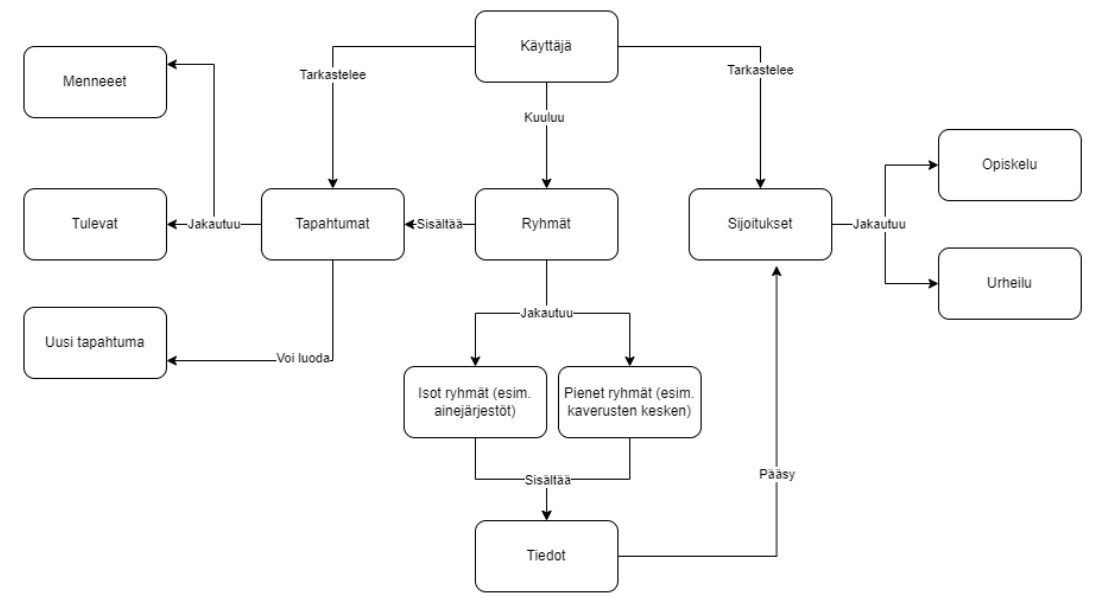 Käyttäjä
Menneeet
Tarkastelee
Tarkastelee
Kuuluu
Opiskelu
Tulevat
Jakautuu
Tapahtumat
Sisältää
Ryhmät
Sijoitukset
Jakautuu
Urheilu
Uusi tapahtuma
Voi luoda
Jakautuu
Isot ryhmät (esim.
ainejärjestöt)
Pienet ryhmät (esim.
kaverusten kesken)
Sisältää
Pääsy
Tiedot